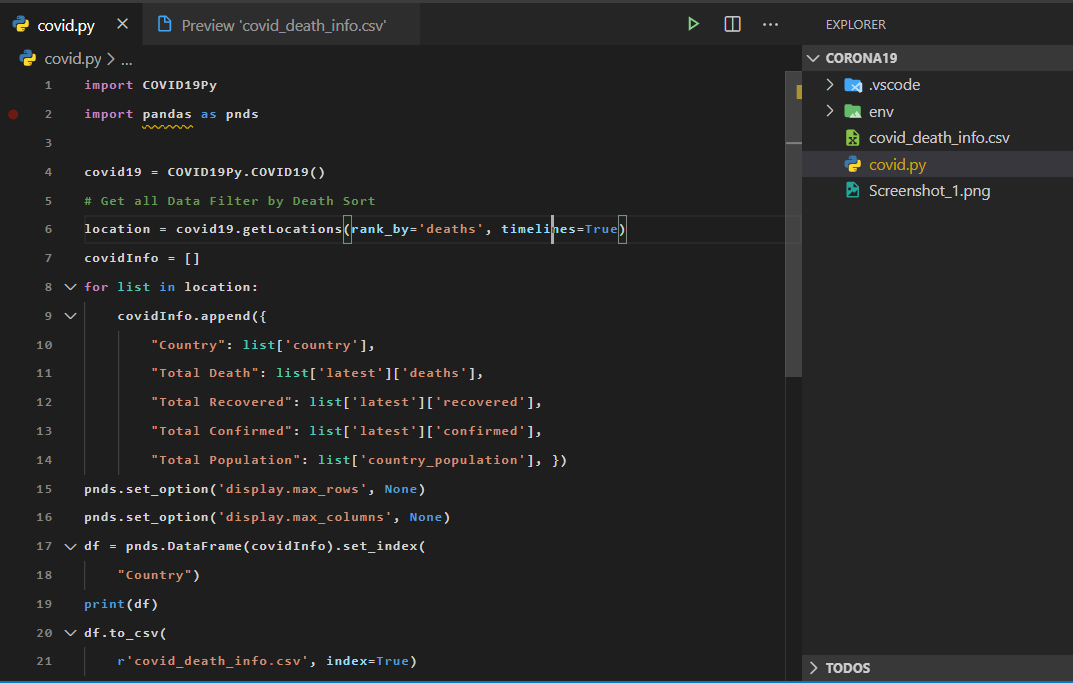 covid.py
Preview 'covid_death_info.csv'
EXPLORER
covid.py > ...
CORONA19
.vscode
env
covid_death_info.csv
covid.py
Screenshot_1.png
1 import COVID19Py
2 import pandas as pnds
3
4 covid19 = COVID19Py.COVID19()
5 # Get all Data Filter by Death Sort
6 location = covid19.getLocations(rank_by='deaths', timelines=True)
7 covidInfo = []
8 for list in location:
9     covidInfo.append({
10         "Country": list['country'],
11         "Total Death": list['latest']['deaths'],
12         "Total Recovered": list['latest']['recovered'],
13         "Total Confirmed": list['latest']['confirmed'],
14         "Total Population": list['country_population'], })
15 pnds.set_option('display.max_rows', None)
16 pnds.set_option('display.max_columns', None)
17 df = pnds.DataFrame(covidInfo).set_index(
18     "Country")
19 print(df)
20 df.to_csv(
21     r'covid_death_info.csv', index=True)
TODOS